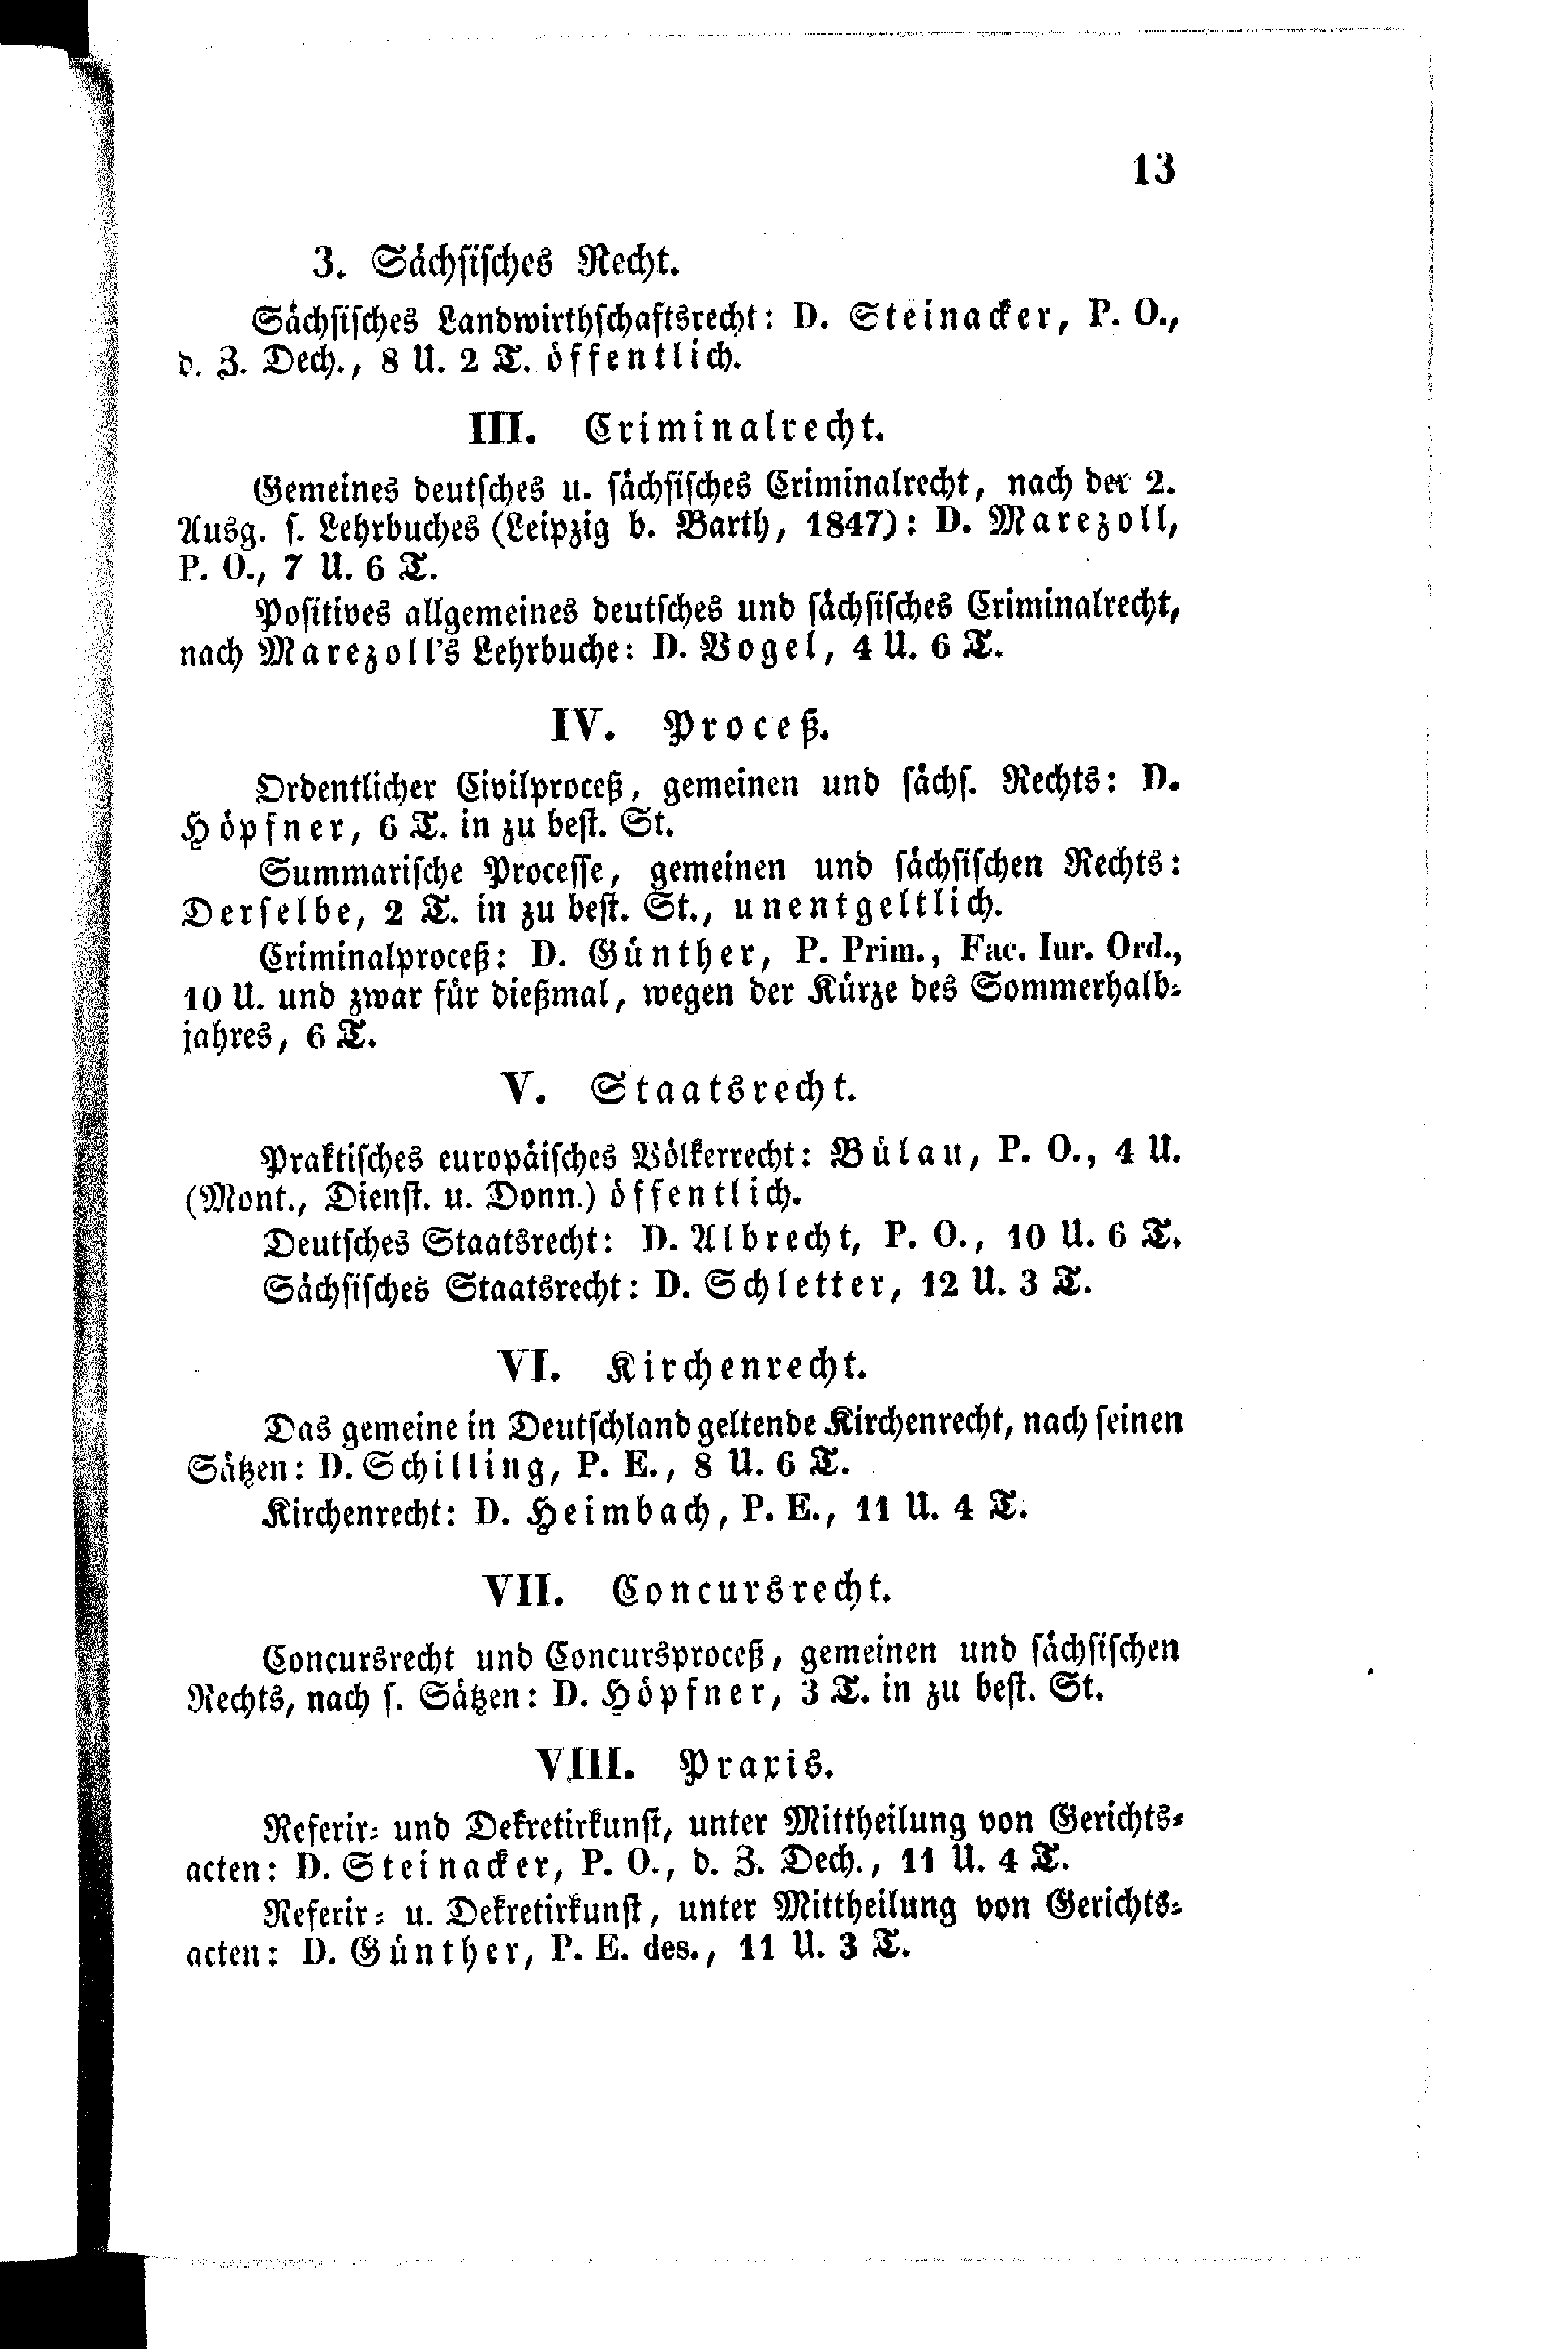 13
3. Sächsisches Recht.
Sächsisches Landwirthschaftsrecht: D. Steinacker, P. O.,
d. Z. Dech., 8 U. 2 T. öffentlich.
III. Criminalrecht.
Gemeines deutsches u. sächsisches Criminalrecht, nach der 2.
Ausg. s. Lehrbuches (Leipzig b. Barth, 1847): D. Marezoll,
P. O., 7 U. 6 T.
Positives allgemeines deutsches und sächsisches Criminalrecht,
nach Marezoll's Lehrbuche: D. Vogel, 4 U. 6 T.
IV. Proceß.
Ordentlicher Civilproceß, gemeinen und sächs. Rechts: D.
Höpfner, 6 T. in zu best. St.
Summarische Processe, gemeinen und sächsischen Rechts:
Derselbe, 2 T. in zu best. St., unentgeltlich.
Criminalproceß: D. Günther, P. Prim., Fac. Iur. Ord.,
10 U. und zwar für dießmal, wegen der Kürze des Sommerhalb-
jahres, 6 T.
V. Staatsrecht.
Praktisches europäisches Völkerrecht: Bülau, P. O., 4 U.
(Mont., Dienst. u. Donn.) öffentlich.
Deutsches Staatsrecht: D. Albrecht, P. O., 10 U. 6 T.
Sächsisches Staatsrecht: D. Schletter, 12 U. 3 T.
VI. Kirchenrecht.
Das gemeine in Deutschland geltende Kirchenrecht, nach seinen
Sätzen: D. Schilling, P. E., 8 U. 6 T.
Kirchenrecht: D. Heimbach, P. E., 11 U. 4 T.
VII. Concursrecht.
Concursrecht und Concursproceß, gemeinen und sächsischen
Rechts, nach s. Sätzen: D. Höpfner, 3 T. in zu best. St.
VIII. Praxis.
Referir- und Dekretirkunst, unter Mittheilung von Gerichts-
acten: D. Steinacker, P. O., d. Z. Dech., 11 U. 4 T.
Referir- u. Dekretirkunst, unter Mittheilung von Gerichts-
acten: D. Günther, P. E. des., 11 U. 3 T.